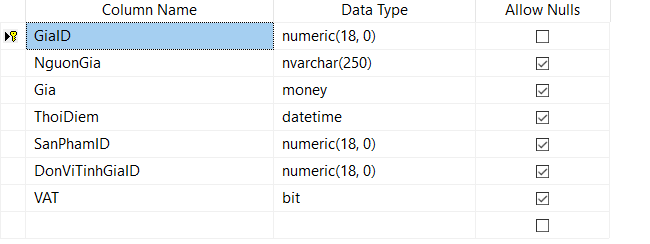 Column Name Data Type Allow Nulls
GiaID numeric(18, 0)
NguonGia nvarchar(250)
Gia money
ThoiDiem datetime
SanPhamID numeric(18, 0)
DonViTinhGiaID numeric(18, 0)
VAT bit